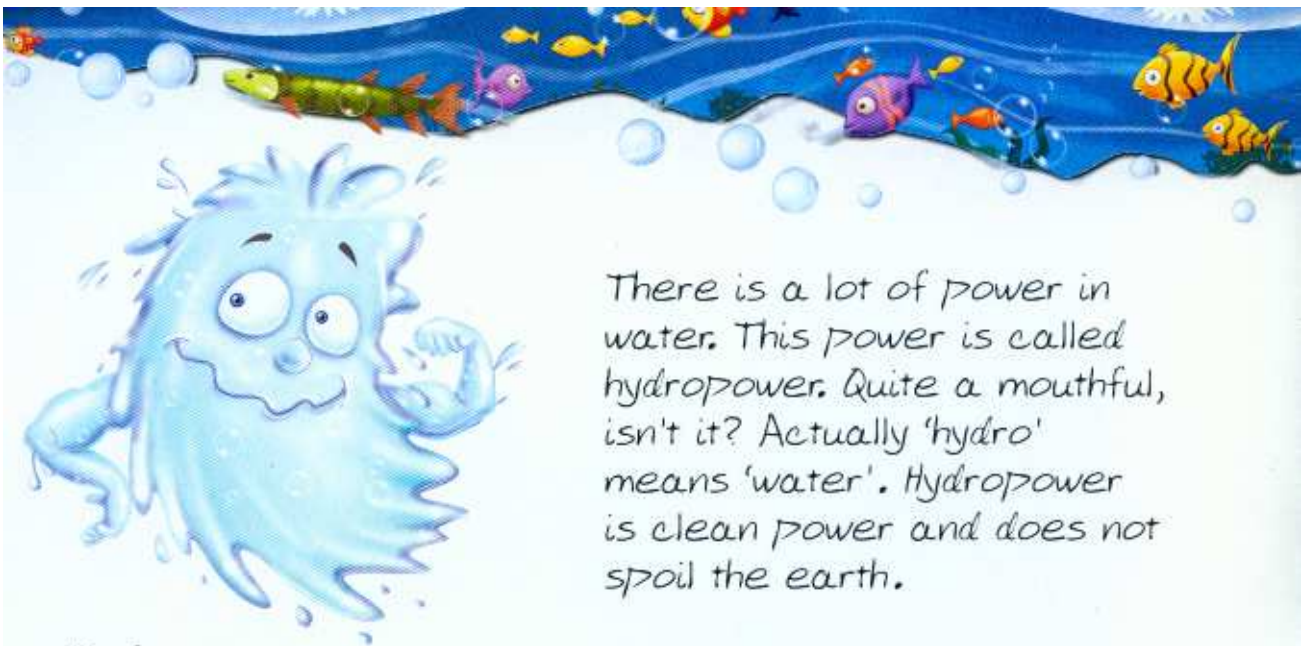 There is a lot of power in
water. This power is called
hydropower. Quite a mouthful,
isn't it? Actually 'hydro'
means 'water'. Hydropower
is clean power and does not
spoil the earth.